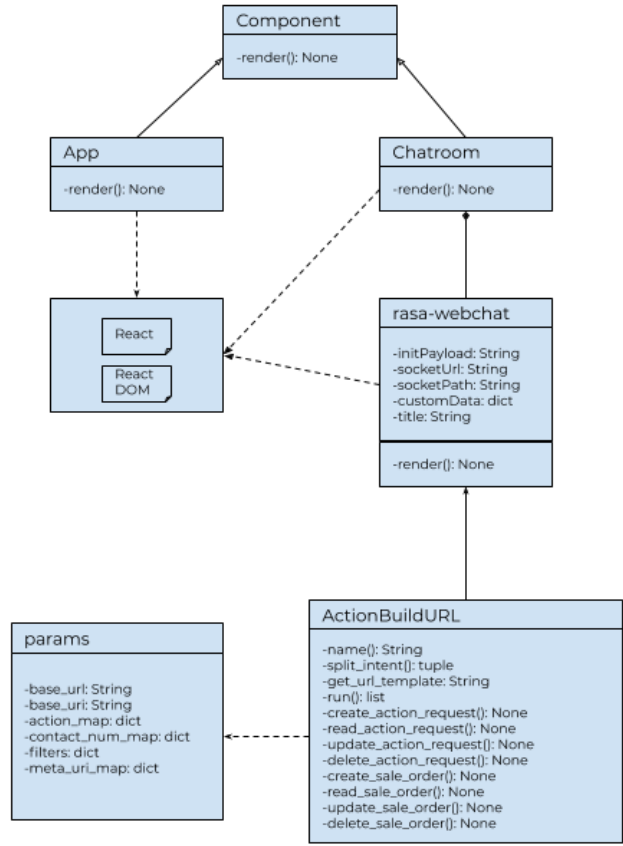 Component
-render(): None
App
-render(): None
Chatroom
-render(): None
React
React
DOM
rasa-webchat
-initPayload: String
-socketUrl: String
-socketPath: String
-customData: dict
-title: String
-render(): None
params
-base_url: String
-base_uri: String
-action_map: dict
-contact_num_map: dict
-filters: dict
-meta_uri_map: dict
ActionBuildURL
-name(): String
-split_intent(): tuple
-get_url_template: String
-run(): list
-create_action_request(): None
-read_action_request(): None
-update_action_request(): None
-delete_action_request(): None
-create_sale_order(): None
-read_sale_order(): None
-update_sale_order(): None
-delete_sale_order(): None